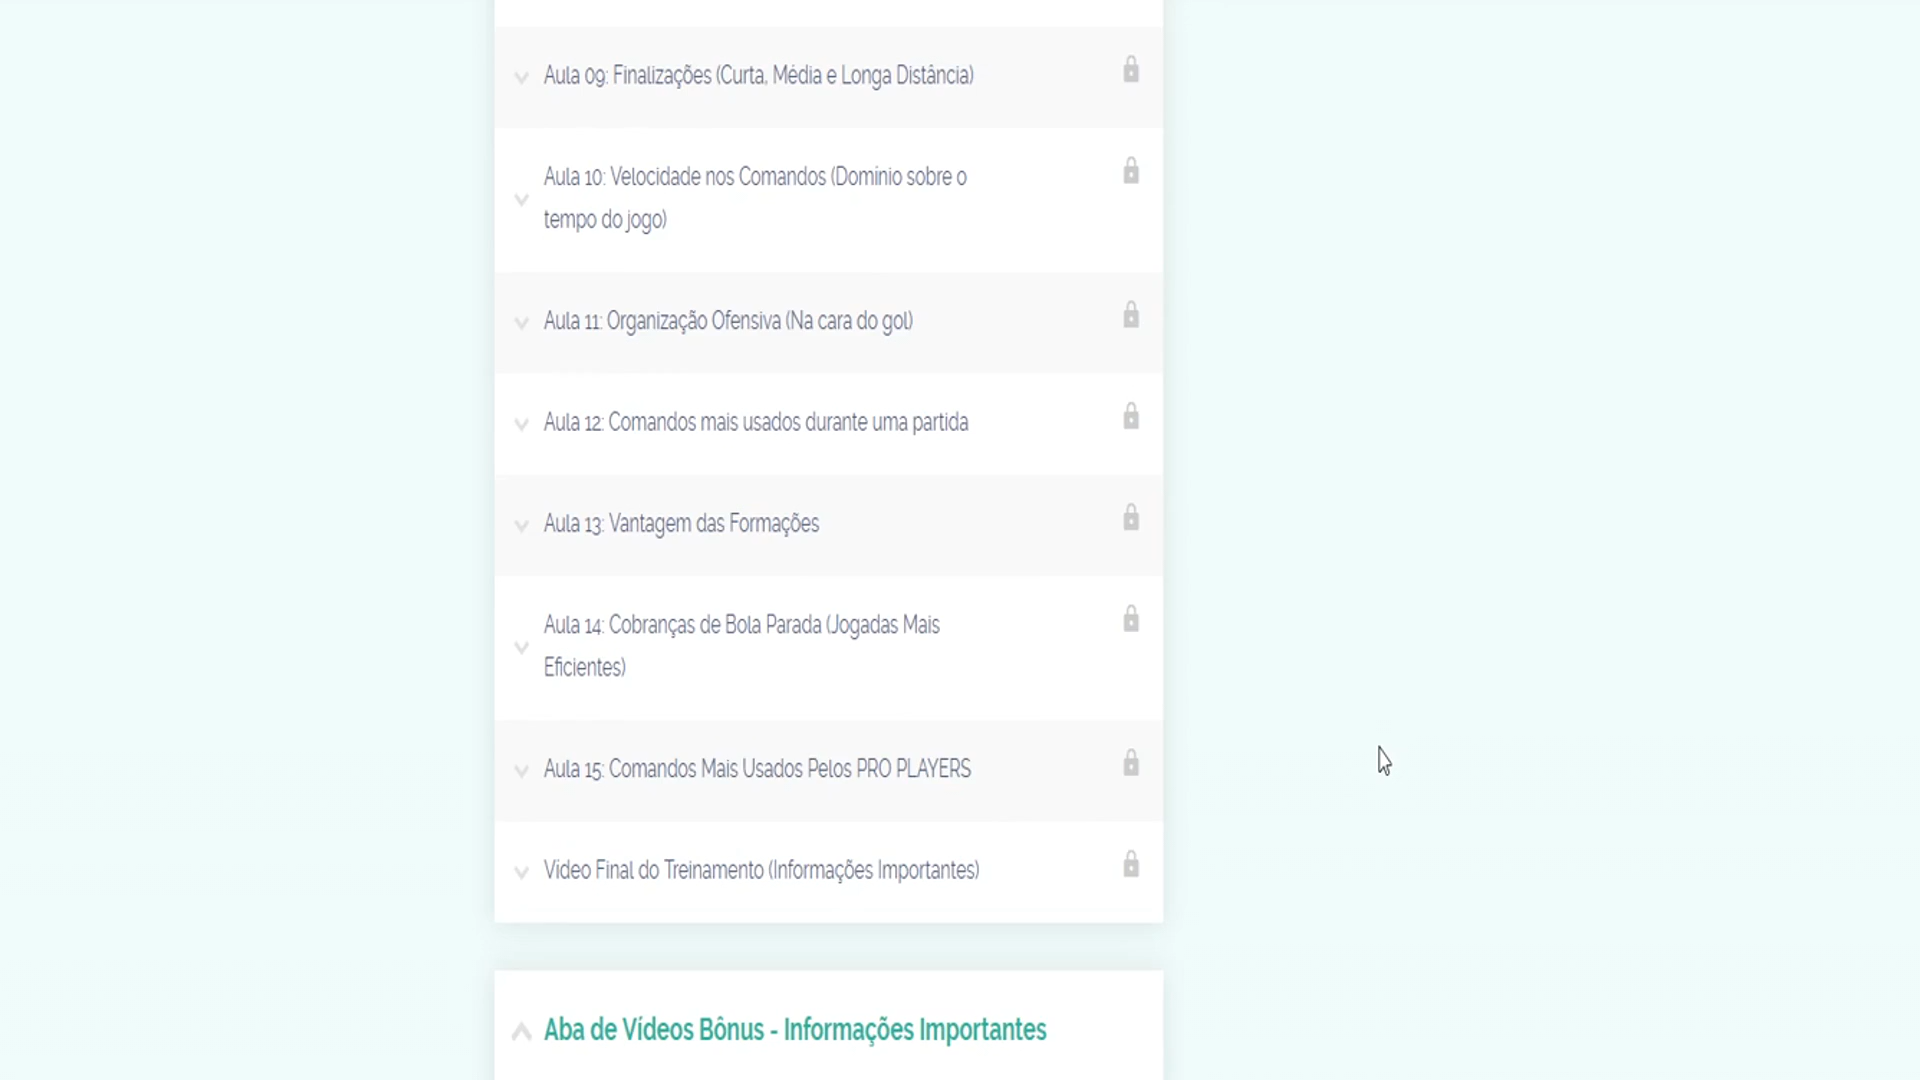 Aula 09: Finalizações (Curta, Média e Longa Distância)
Aula 10: Velocidade nos Comandos (Domínio sobre o
tempo do jogo)
Aula 11: Organização Ofensiva (Na cara do gol)
Aula 12: Comandos mais usados durante uma partida
Aula 13: Vantagem das Formações
Aula 14: Cobranças de Bola Parada (Jogadas Mais
Eficientes)
Aula 15: Comandos Mais Usados Pelos PRO PLAYERS
Vídeo Final do Treinamento (Informações Importantes)
Aba de Vídeos Bônus - Informações Importantes